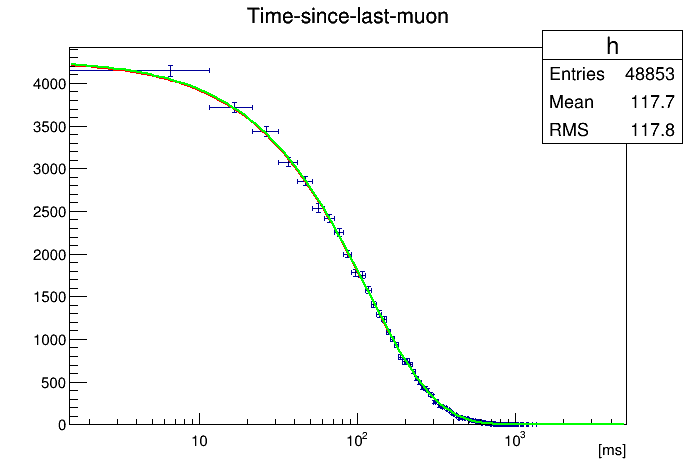 Time-since-last-muon
h
Entries 48853
Mean 117.7
RMS 117.8
4000
3500
3000
2500
2000
1500
1000
500
0
10 10² 10³
[ms]